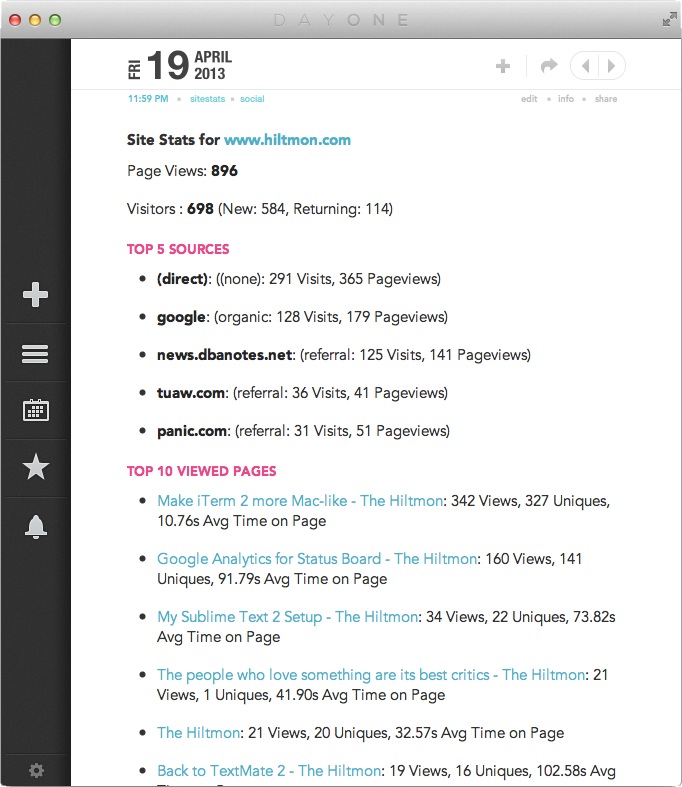 DAYONE
FRI 19 APRIL 2013
11:59 PM • sitestats • social
edit • info • share
Site Stats for www.hiltmon.com
Page Views: 896
Visitors : 698 (New: 584, Returning: 114)
TOP 5 SOURCES
• (direct): ((none): 291 Visits, 365 Pageviews)
• google: (organic: 128 Visits, 179 Pageviews)
• news.dbanotes.net: (referral: 125 Visits, 141 Pageviews)
• tuaw.com: (referral: 36 Visits, 41 Pageviews)
• panic.com: (referral: 31 Visits, 51 Pageviews)
TOP 10 VIEWED PAGES
• Make iTerm 2 more Mac-like - The Hiltmon: 342 Views, 327 Uniques,
10.76s Avg Time on Page
• Google Analytics for Status Board - The Hiltmon: 160 Views, 141
Uniques, 91.79s Avg Time on Page
• My Sublime Text 2 Setup - The Hiltmon: 34 Views, 22 Uniques, 73.82s
Avg Time on Page
• The people who love something are its best critics - The Hiltmon: 21
Views, 1 Uniques, 41.90s Avg Time on Page
• The Hiltmon: 21 Views, 20 Uniques, 32.57s Avg Time on Page
• Back to TextMate 2 - The Hiltmon: 19 Views, 16 Uniques, 102.58s Avg